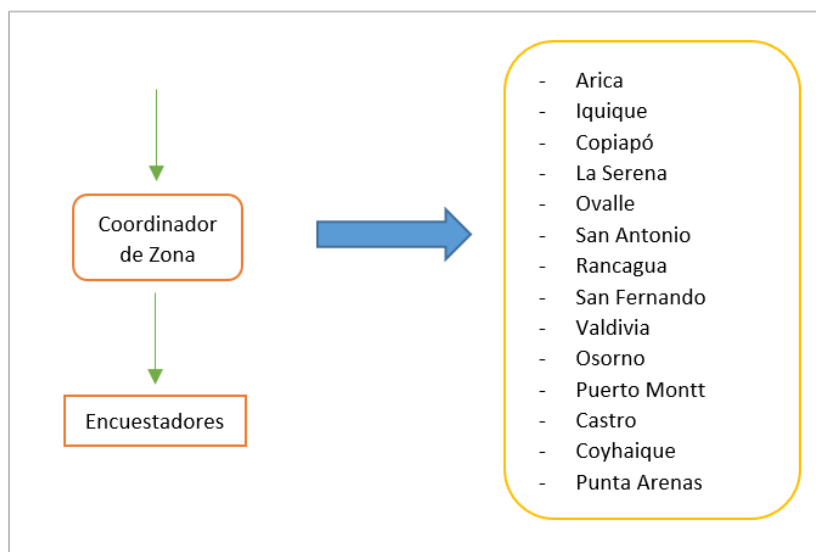 Coordinador
de Zona
Encuestadores
- Arica
- Iquique
- Copiapó
- La Serena
- Ovalle
- San Antonio
- Rancagua
- San Fernando
- Valdivia
- Osorno
- Puerto Montt
- Castro
- Coyhaique
- Punta Arenas